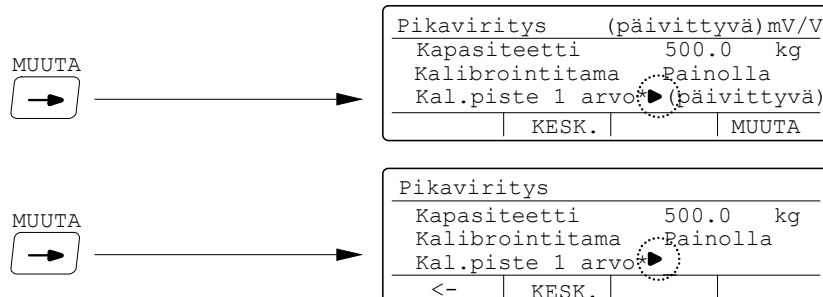 Pikaviritys (päivittyvä)mV/V
Kapasiteetti 500.0 kg
MUUTA
Kalibrointitama Painolla
Kal.piste 1 arvo* (päivittyvä)
KESK. MUUTA
Pikaviritys
Kapasiteetti 500.0 kg
MUUTA
Kalibrointitama Painolla
Kal.piste 1 arvo*
<- KESK.